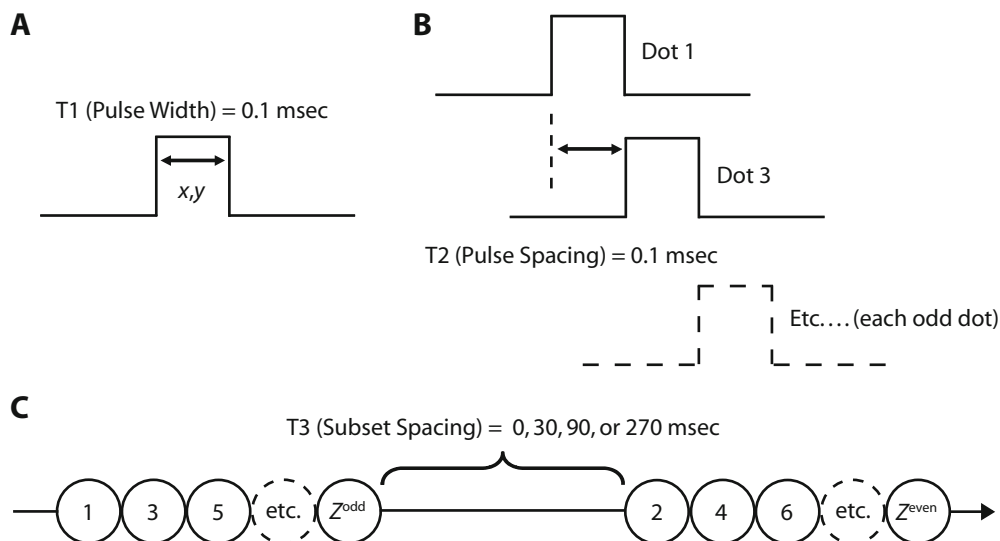 A
T1 (Pulse Width) = 0.1 msec
x,y
B
Dot 1
Dot 3
T2 (Pulse Spacing) = 0.1 msec
Etc.... (each odd dot)
C
T3 (Subset Spacing) = 0, 30, 90, or 270 msec
1 3 5 etc. Zodd 2 4 6 etc. Zeven